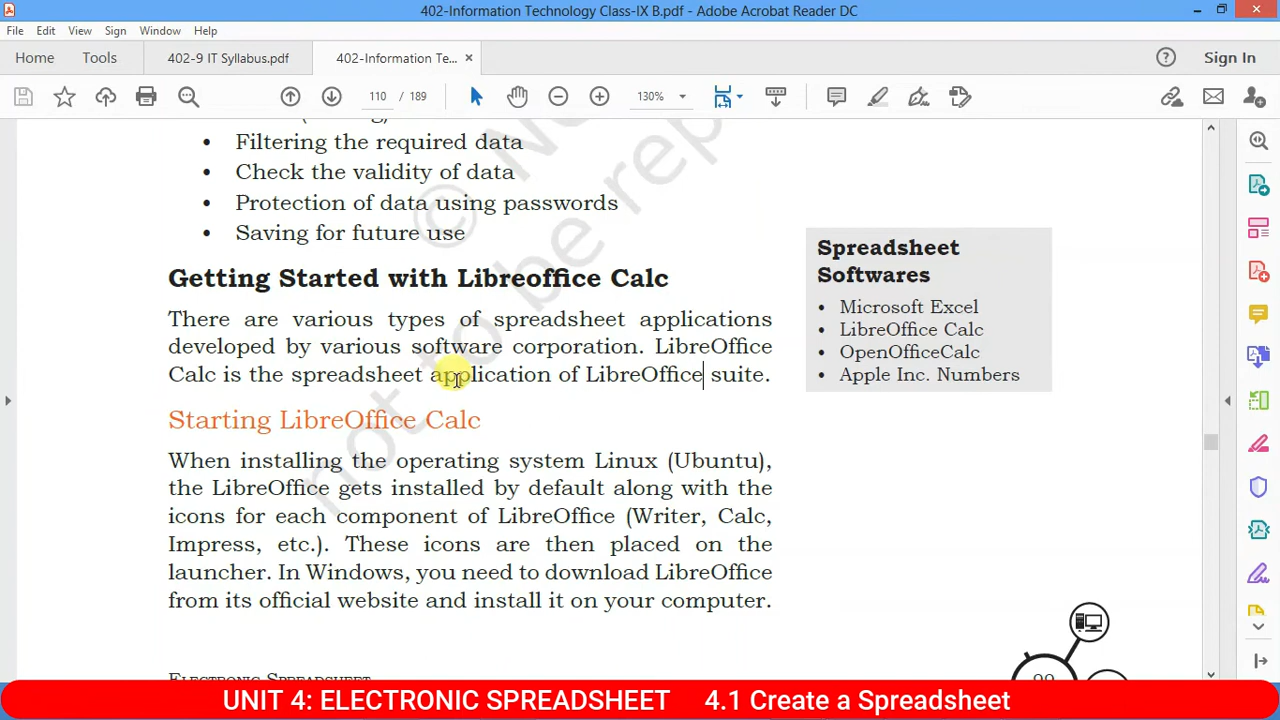 402-Information Technology Class-IX B.pdf - Adobe Acrobat Reader DC
File Edit View Sign Window Help
Home Tools 402-9 IT Syllabus.pdf 402-Information Te... × Sign In
110 / 189 130%
Filtering the required data
• Check the validity of data
• Protection of data using passwords
• Saving for future use
Getting Started with Libreoffice Calc
There are various types of spreadsheet applications
developed by various software corporation. LibreOffice
Calc is the spreadsheet application of LibreOffice suite.
Spreadsheet
Softwares
• Microsoft Excel
• LibreOffice Calc
• OpenOfficeCalc
• Apple Inc. Numbers
Starting LibreOffice Calc
When installing the operating system Linux (Ubuntu),
the LibreOffice gets installed by default along with the
icons for each component of LibreOffice (Writer, Calc,
Impress, etc.). These icons are then placed on the
launcher. In Windows, you need to download LibreOffice
from its official website and install it on your computer.
© N
not to be rep
ELECTRONIC SPREADSHEET
UNIT 4: ELECTRONIC SPREADSHEET 4.1 Create a Spreadsheet